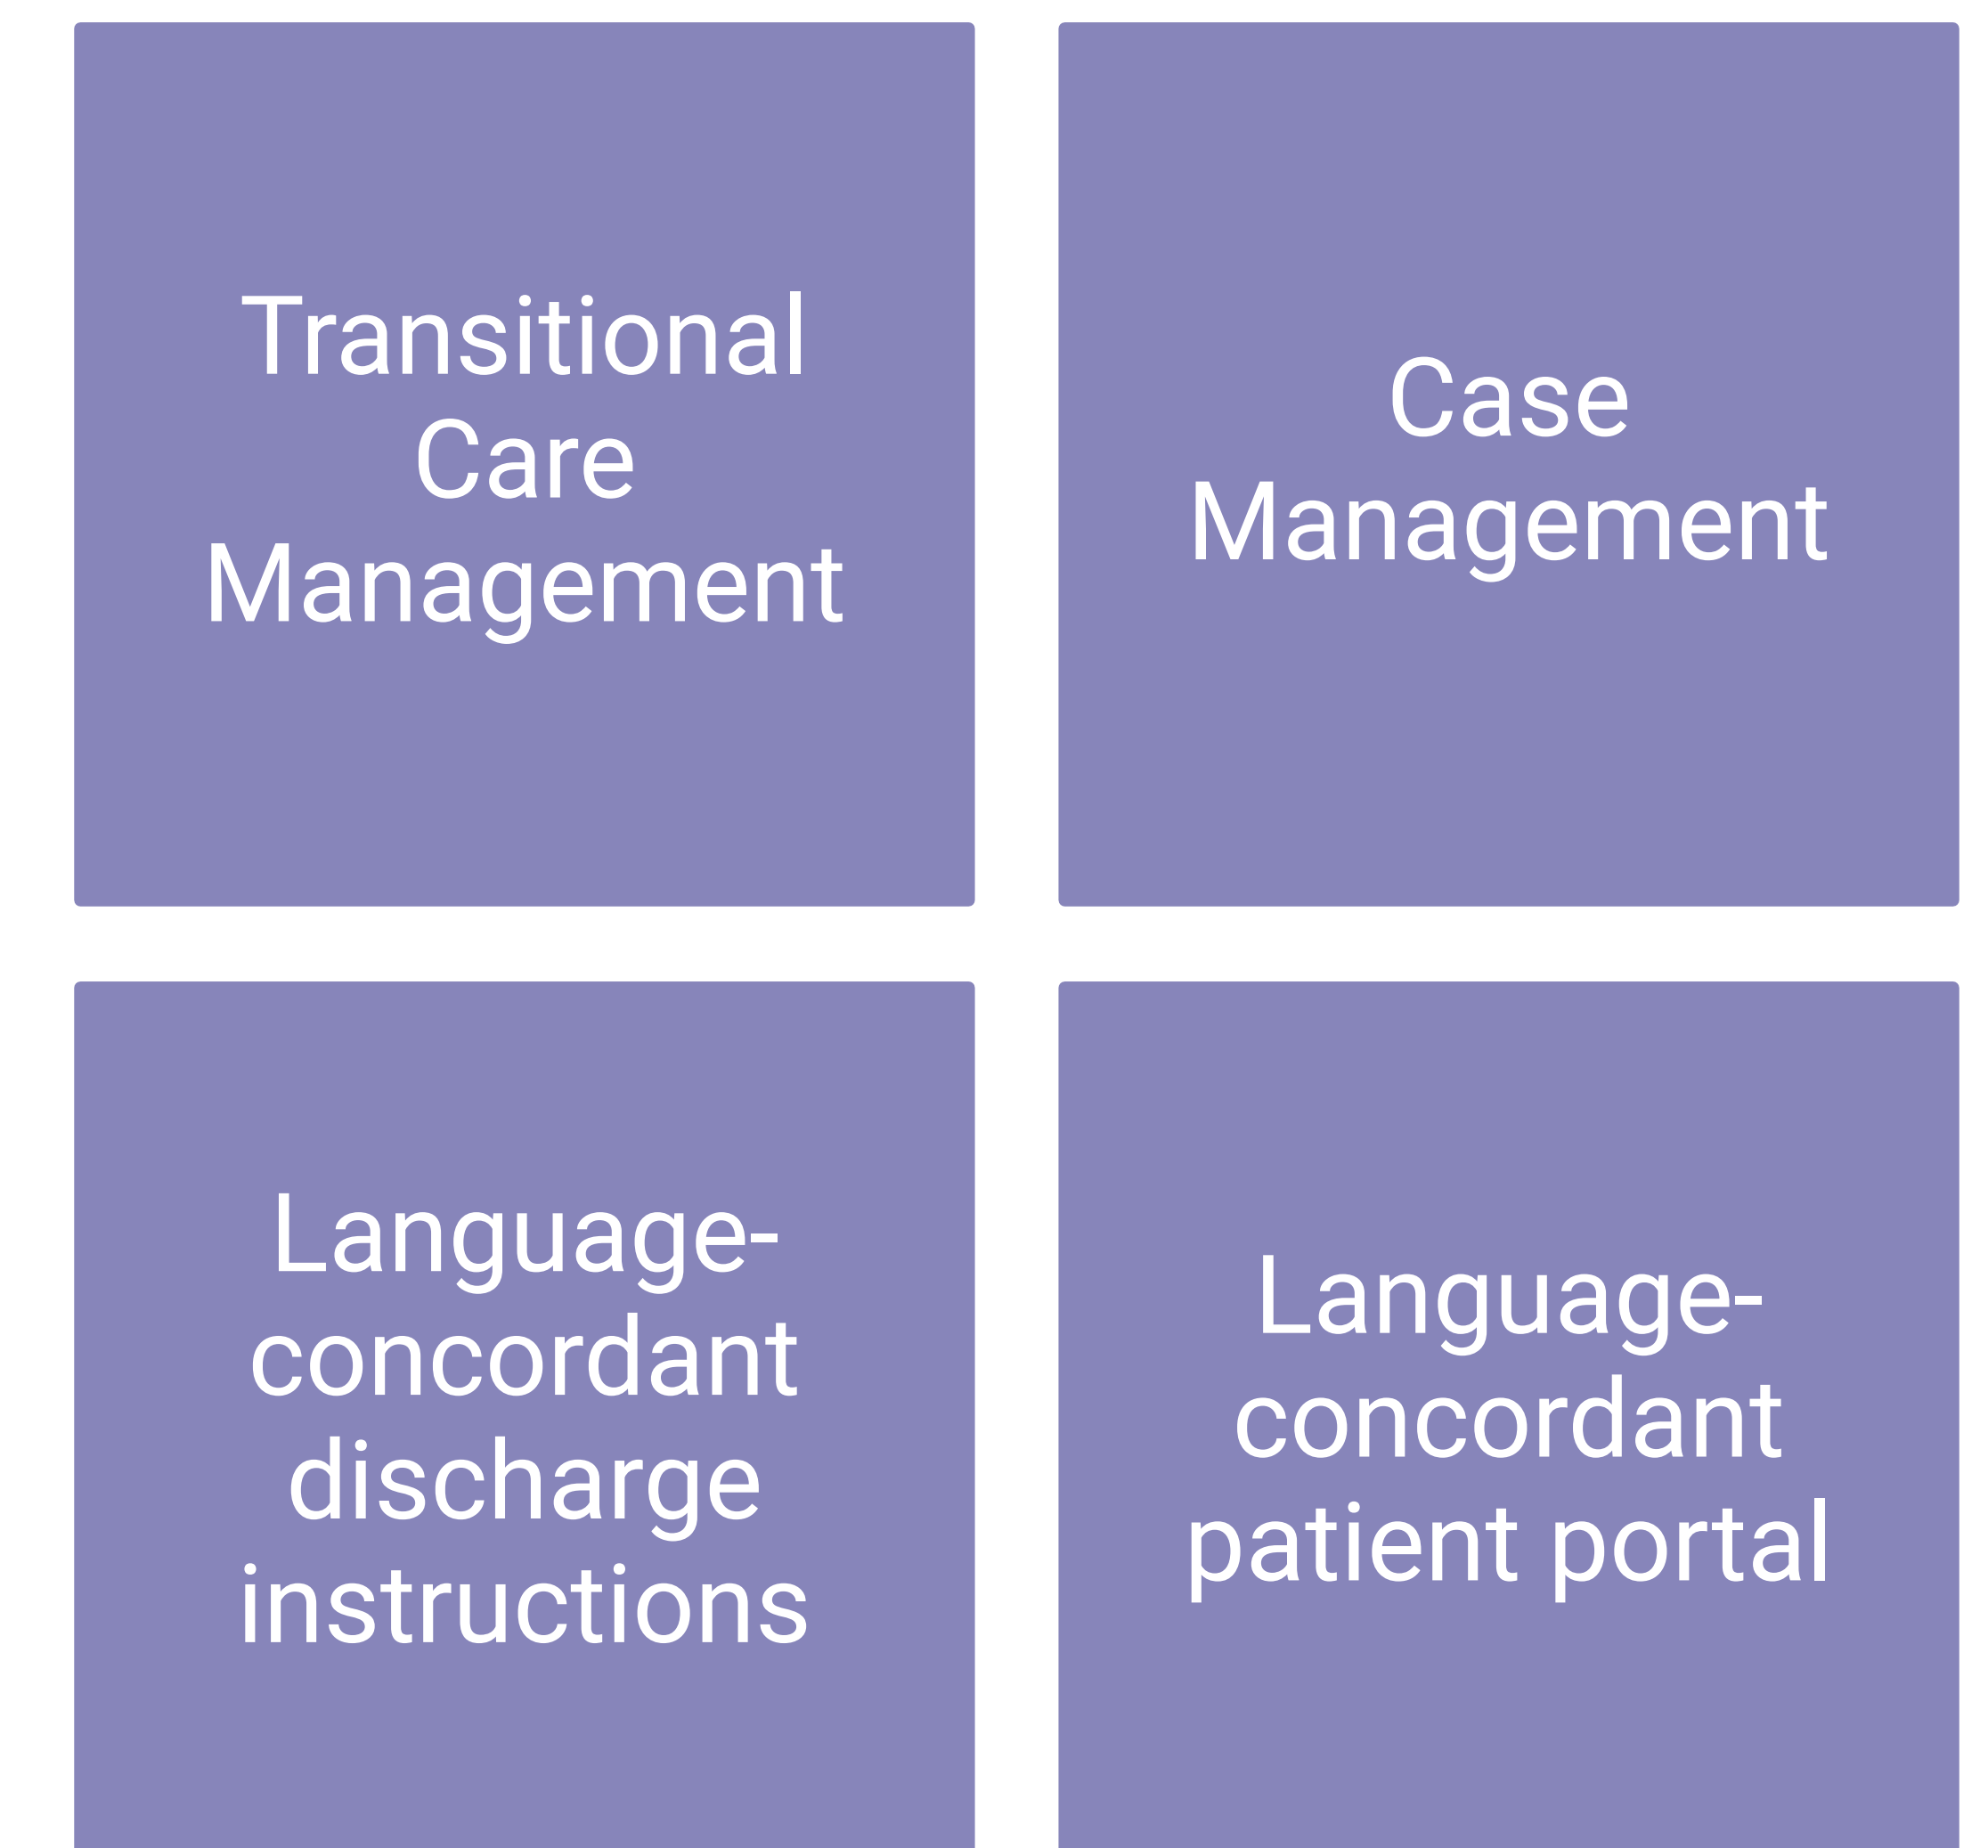 Transitional
Care
Management
Case
Management
Language-
concordant
discharge
instructions
Language-
concordant
patient portal